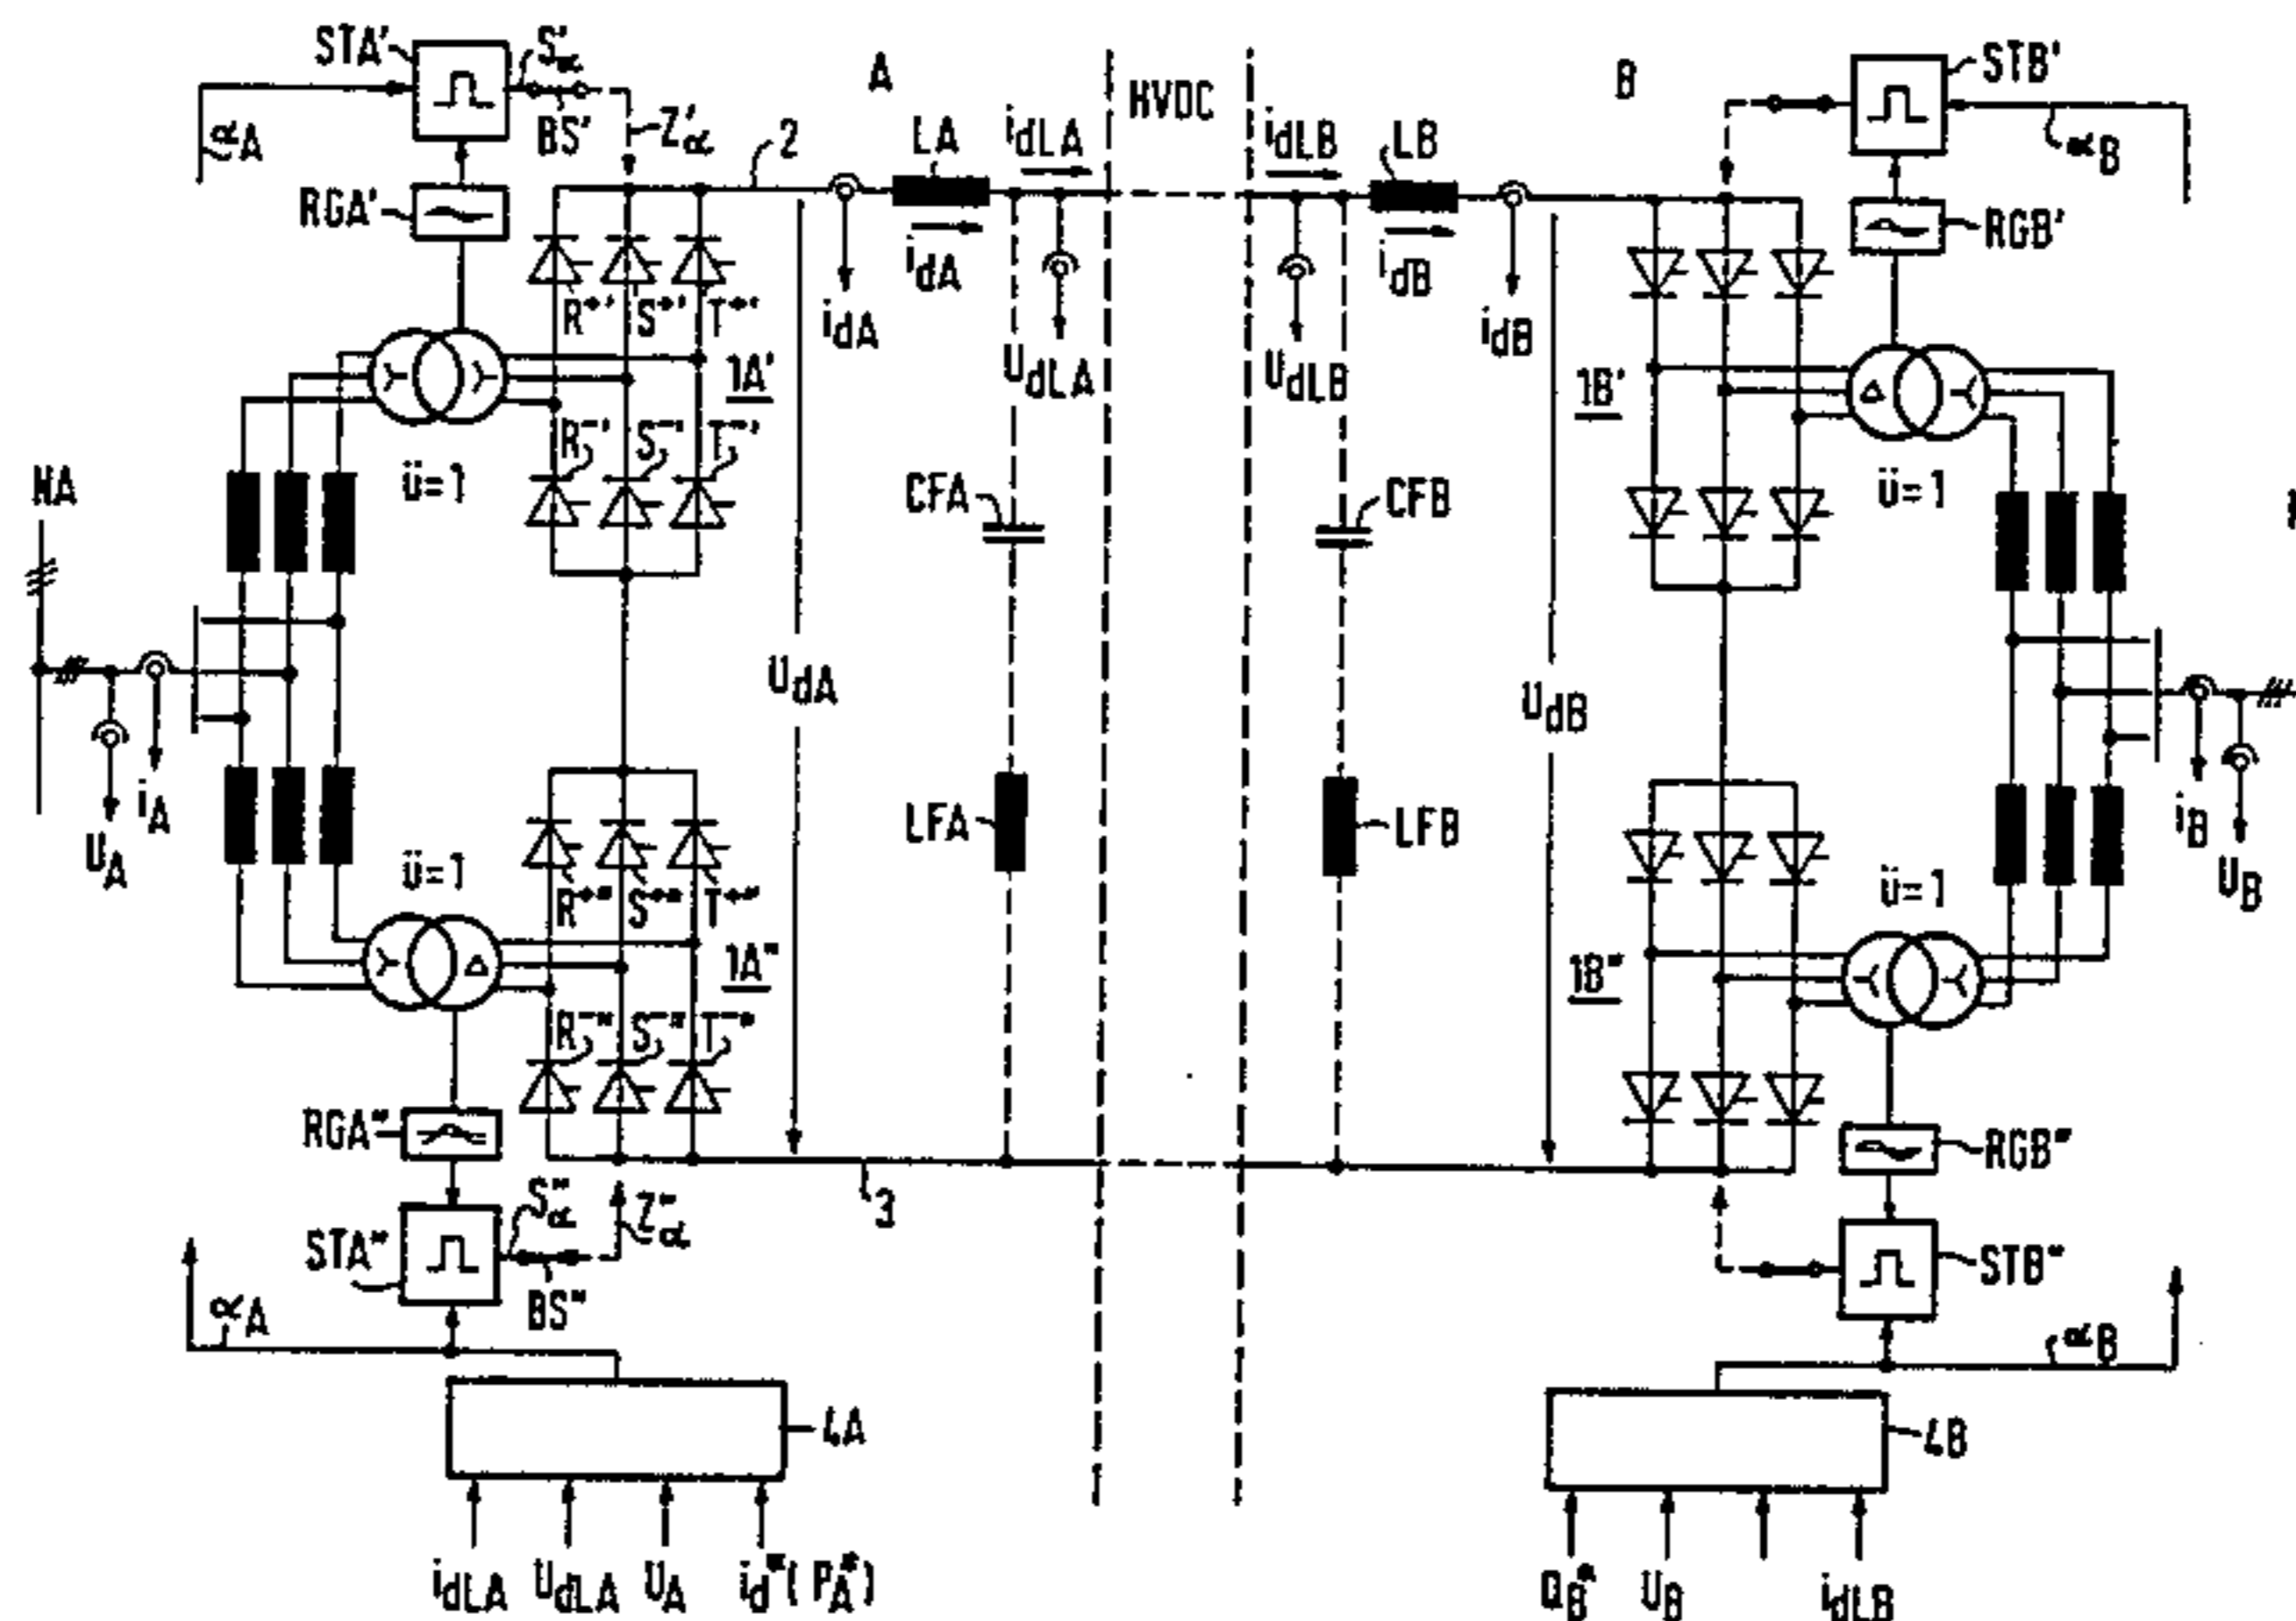 STA'
S'α
A
HVDC
B
STB'
αA
BS'
Z'α
2
LA
idLA
idLB
LB
αB
RGA'
RGB'
idA
idB
R+'
S+'
T+'
idA
UdLA
UdLB
idB
1A'
1B'
R-'
S-'
T-'
NA
ü=1
CFA
CFB
ü=1
UdA
UdB
iA
UA
LFA
LFB
iB
UB
ü=1
ü=1
R+"
S+"
T+"
1A"
1B"
R-"
S-"
T-"
RGA"
RGB"
S"α
Z"α
3
STA"
STB"
BS"
αA
αB
4A
4B
idLA
UdLA
UA
id*(PA*)
QB*
UB
idLB